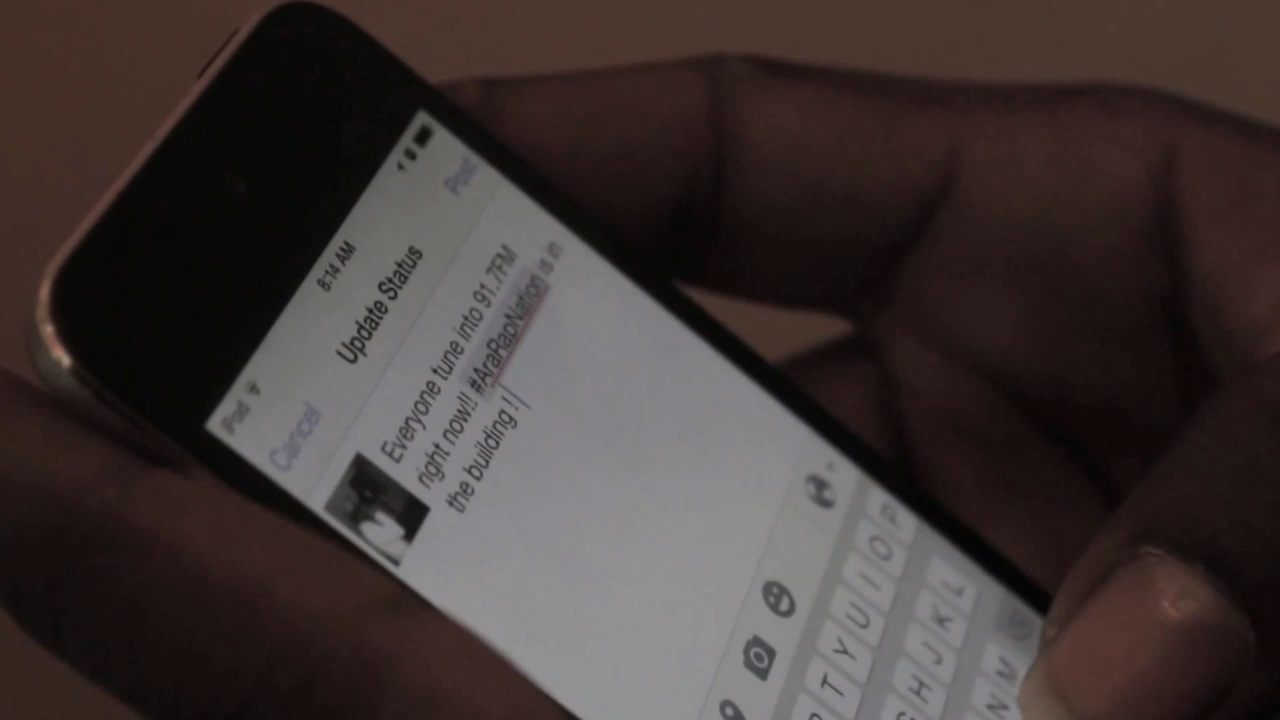 iPod
8:14 AM
Cancel
Update Status
Post
Everyone tune into 91.7FM
right now!! #AraRapNation is in
the building !
T Y U I O P
G H J K L
N M